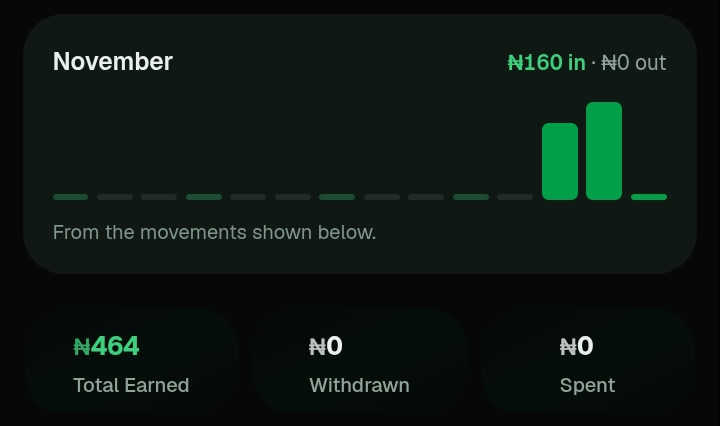 November
₦160 in · ₦0 out
From the movements shown below.
₦464
Total Earned
₦0
Withdrawn
₦0
Spent